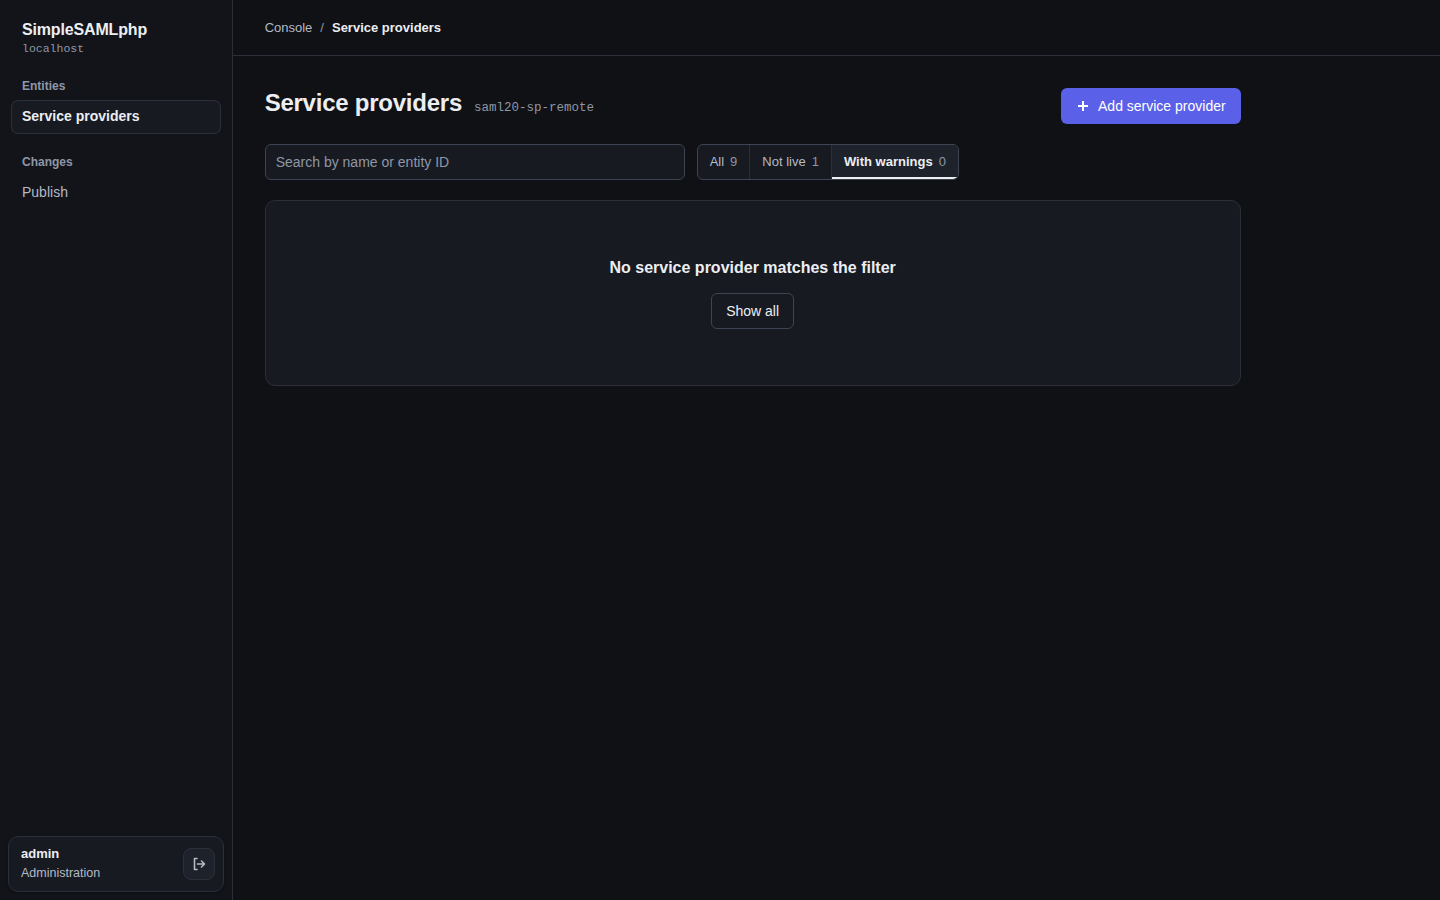 SimpleSAMLphp
localhost
Entities
Service providers
Changes
Publish
admin
Administration
Console / Service providers
Service providers saml20-sp-remote
Add service provider
Search by name or entity ID
All 9 Not live 1 With warnings 0
No service provider matches the filter
Show all